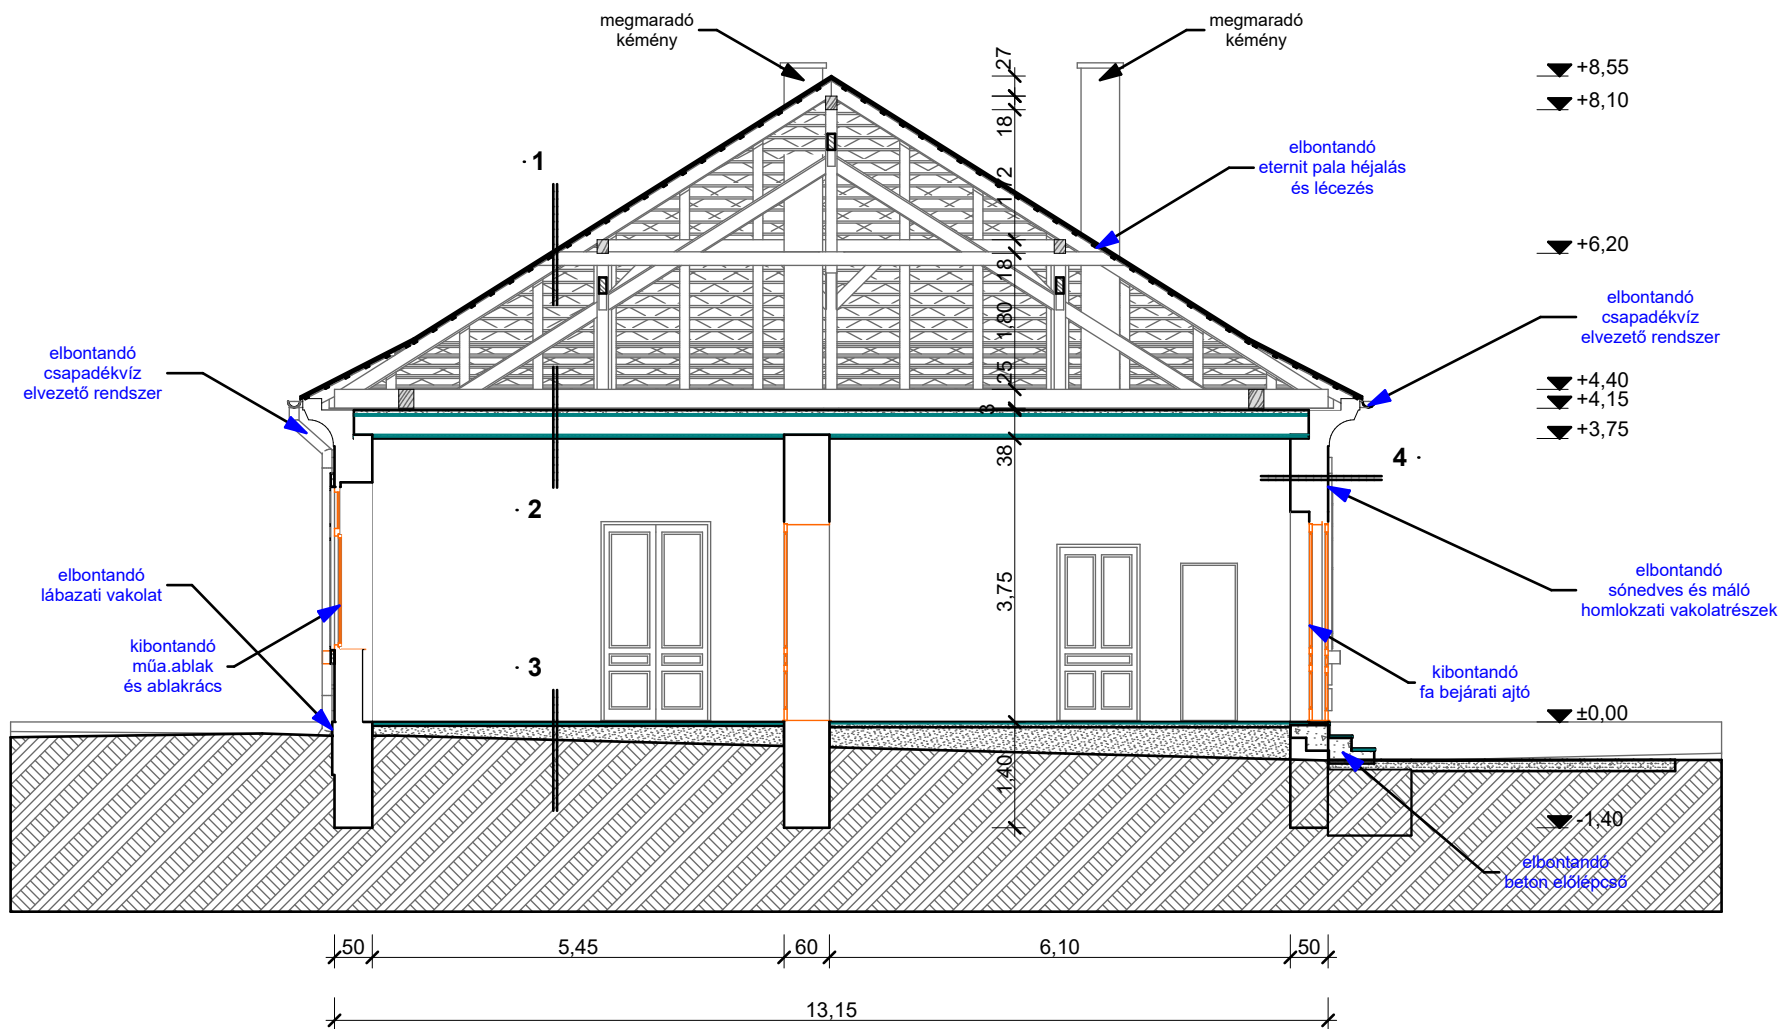 megmaradó
kémény
megmaradó
kémény
+8,55
+8,10
+6,20
+4,40
+4,15
+3,75
±0,00
-1,40
· 1
elbontandó
eternit pala héjalás
és lécezés
elbontandó
csapadékvíz
elvezető rendszer
elbontandó
csapadékvíz
elvezető rendszer
27
18
1,72
18
1,80
25
3
38
3,75
1,40
4 ·
· 2
· 3
elbontandó
lábazati vakolat
kibontandó
műa.ablak
és ablakrács
elbontandó
sónedves és máló
homlokzati vakolatrészek
kibontandó
fa bejárati ajtó
elbontandó
beton előlépcső
50
5,45
60
6,10
50
13,15